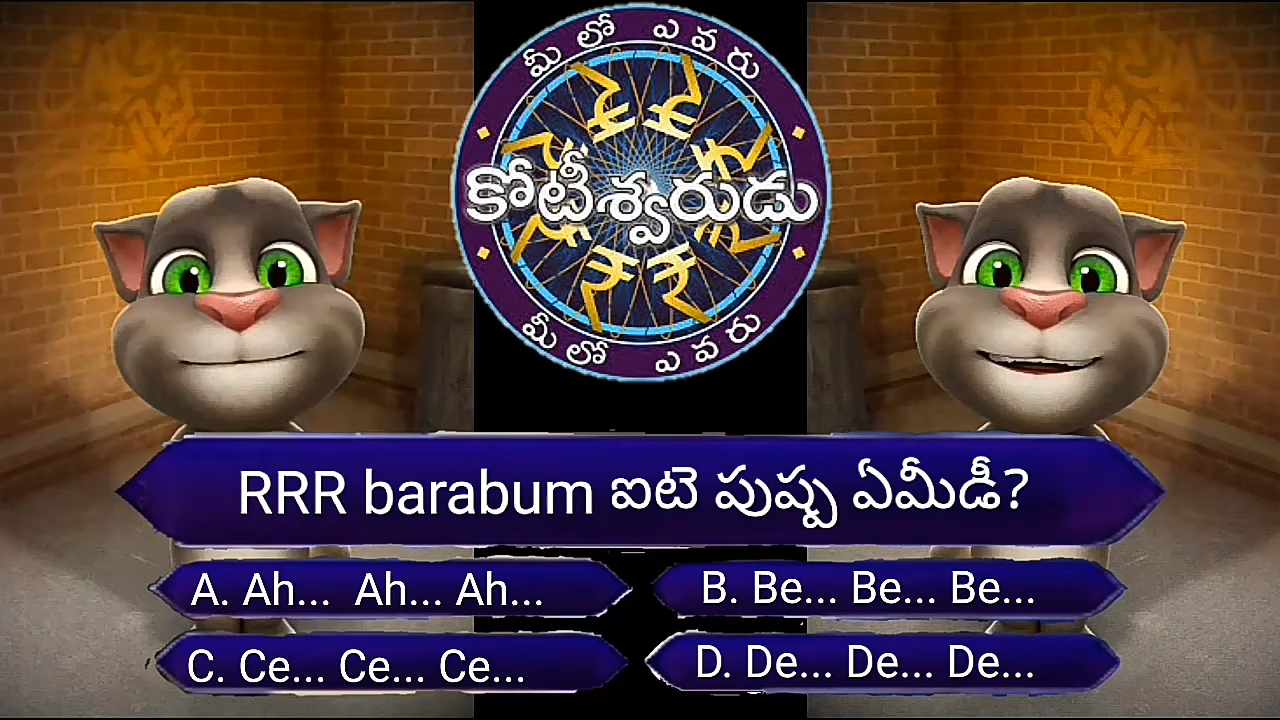 మీలో ఎవరు
కోటీశ్వరుడు
మీలో ఎవరు
RRR barabum ఐటె పుష్ప ఏమీడీ?
A. Ah... Ah... Ah...
B. Be... Be... Be...
C. Ce... Ce... Ce...
D. De... De... De...